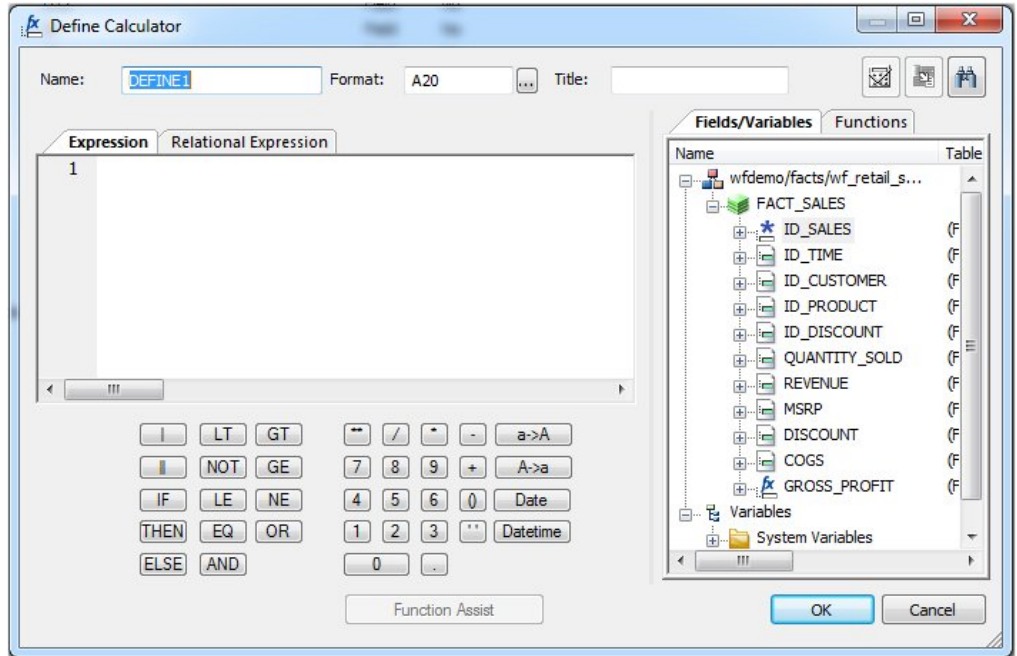 Define Calculator
Name: DEFINE1 Format: A20 ... Title:
Expression Relational Expression
1
Fields/Variables Functions
Name Table
wfdemo/facts/wf_retail_s...
FACT_SALES
ID_SALES (F
ID_TIME (F
ID_CUSTOMER (F
ID_PRODUCT (F
ID_DISCOUNT (F
QUANTITY_SOLD (F
REVENUE (F
MSRP (F
DISCOUNT (F
COGS (F
fx GROSS_PROFIT (F
Variables
System Variables
| LT GT ** / * - a->A
|| NOT GE 7 8 9 + A->a
IF LE NE 4 5 6 () Date
THEN EQ OR 1 2 3 ' ' Datetime
ELSE AND 0 .
Function Assist
OK Cancel